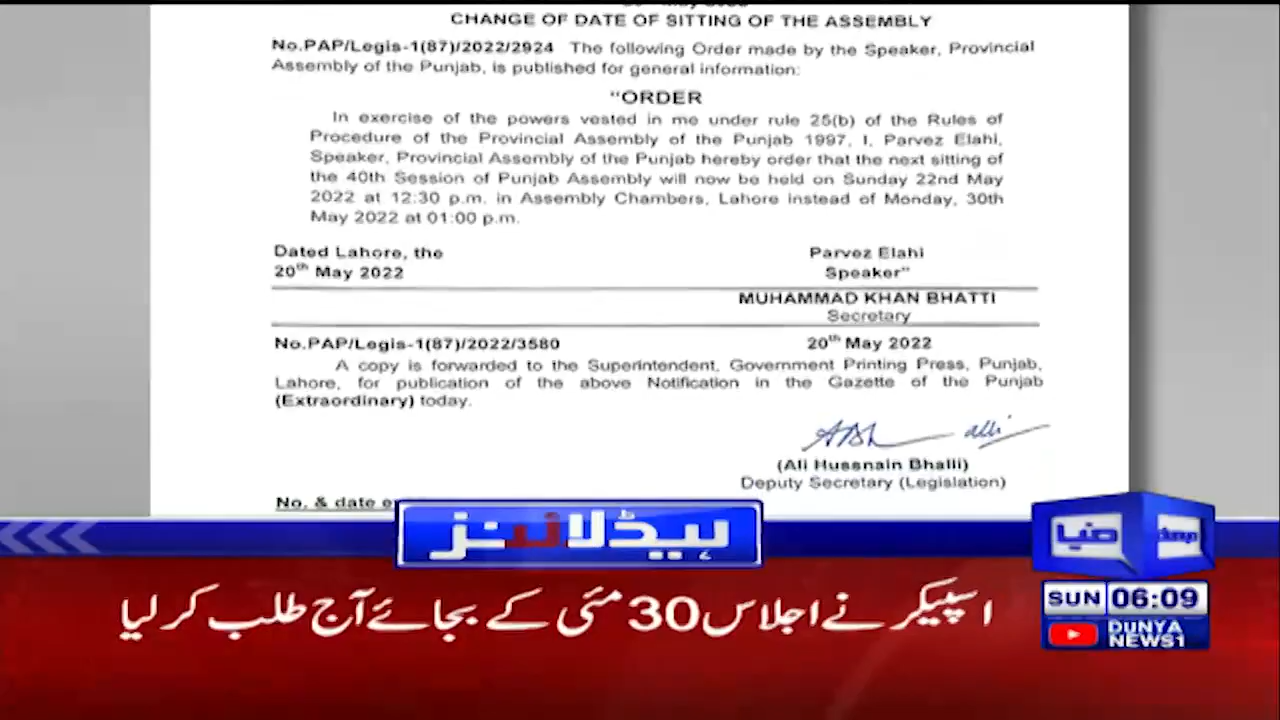 CHANGE OF DATE OF SITTING OF THE ASSEMBLY
No.PAP/Legis-1(87)/2022/2924 The following Order made by the Speaker, Provincial
Assembly of the Punjab, is published for general information:
"ORDER
In exercise of the powers vested in me under rule 25(b) of the Rules of
Procedure of the Provincial Assembly of the Punjab 1997, I, Parvez Elahi,
Speaker, Provincial Assembly of the Punjab hereby order that the next sitting of
the 40th Session of Punjab Assembly will now be held on Sunday 22nd May
2022 at 12:30 p.m. in Assembly Chambers, Lahore instead of Monday, 30th
May 2022 at 01:00 p.m.
Dated Lahore, the Parvez Elahi
20th May 2022 Speaker"
MUHAMMAD KHAN BHATTI
Secretary
No.PAP/Legis-1(87)/2022/3580 20th May 2022
A copy is forwarded to the Superintendent, Government Printing Press, Punjab,
Lahore, for publication of the above Notification in the Gazette of the Punjab
(Extraordinary) today.
(Ali Hussnain Bhalli)
Deputy Secretary (Legislation)
No. & date
ہیڈلائنز
دنیا dunya
اسپیکر نے اجلاس 30 مئی کے بجائے آج طلب کر لیا
SUN 06:09
DUNYA
NEWS1